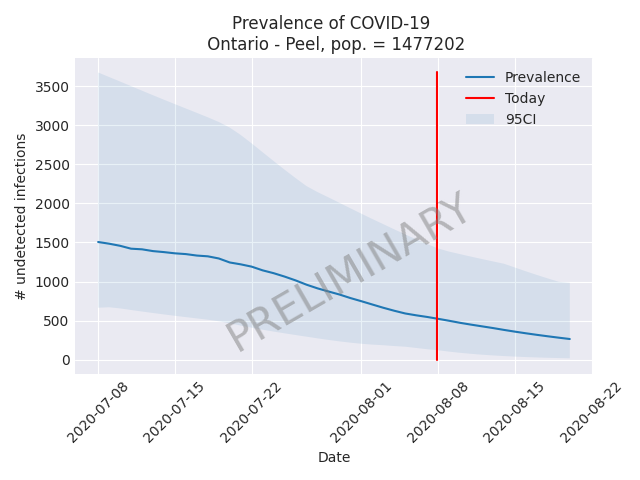 Prevalence of COVID-19
Ontario - Peel, pop. = 1477202
3500
3000
2500
2000
1500
1000
500
0
# undetected infections
Prevalence
Today
95CI
PRELIMINARY
2020-07-08
2020-07-15
2020-07-22
2020-08-01
2020-08-08
2020-08-15
2020-08-22
Date